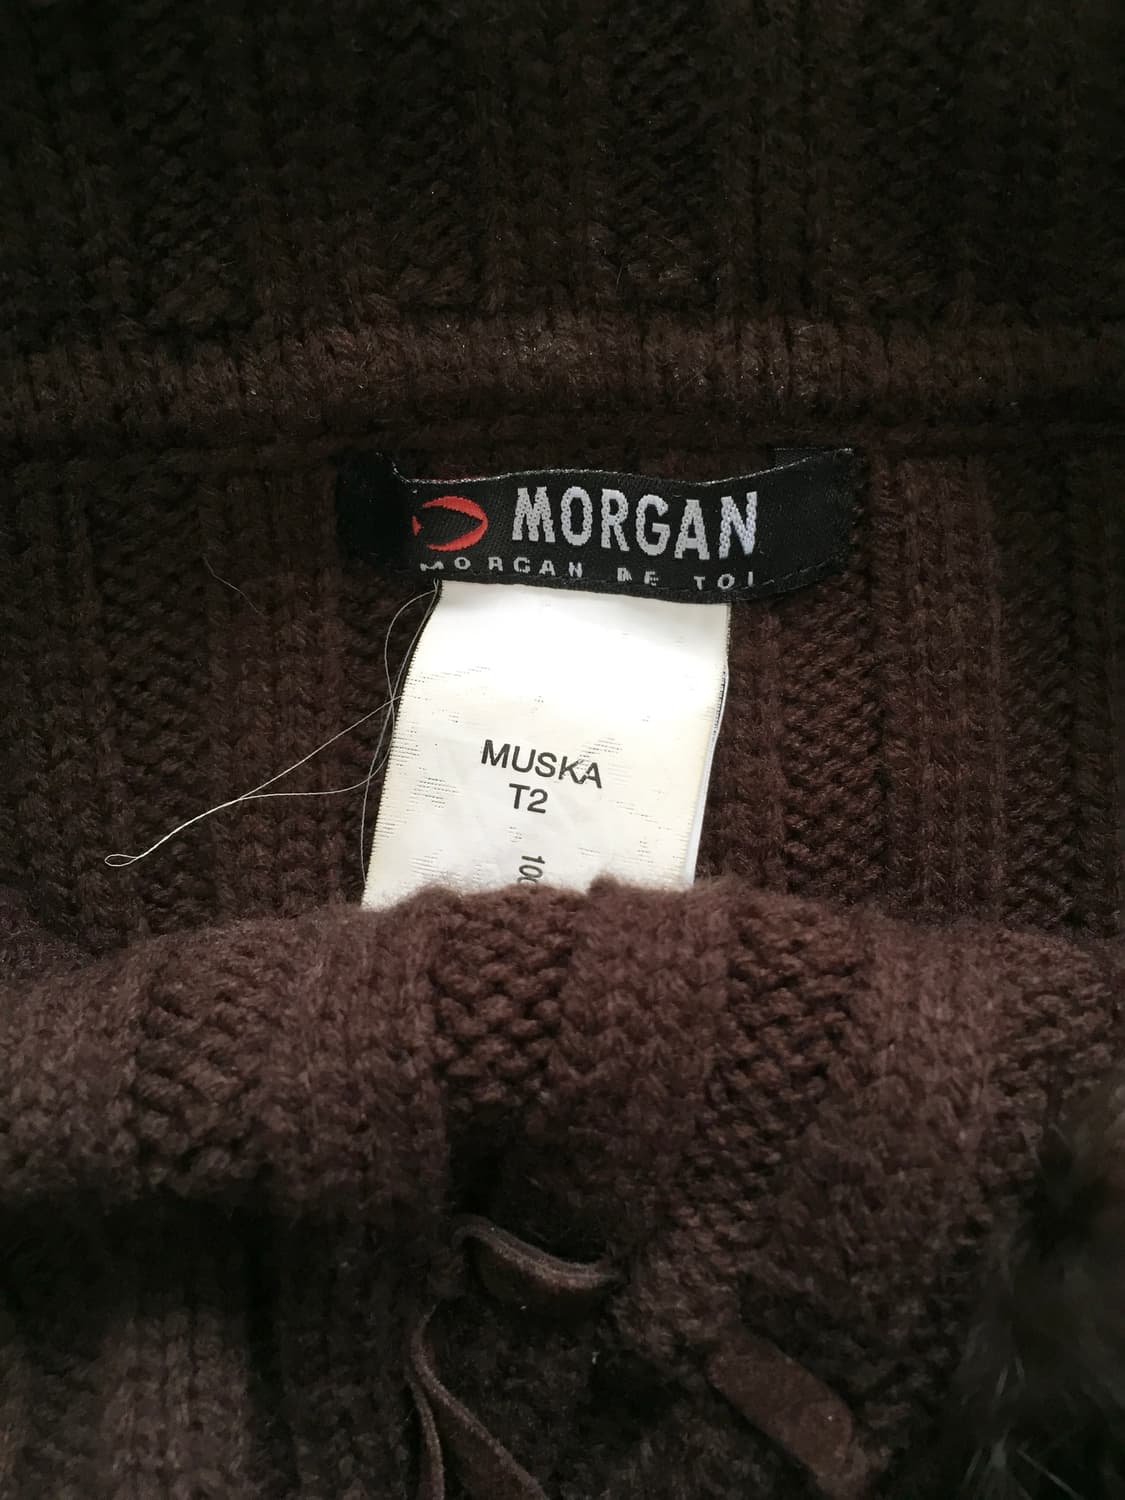 MORGAN
MORGAN DE TOI
MUSKA
T2